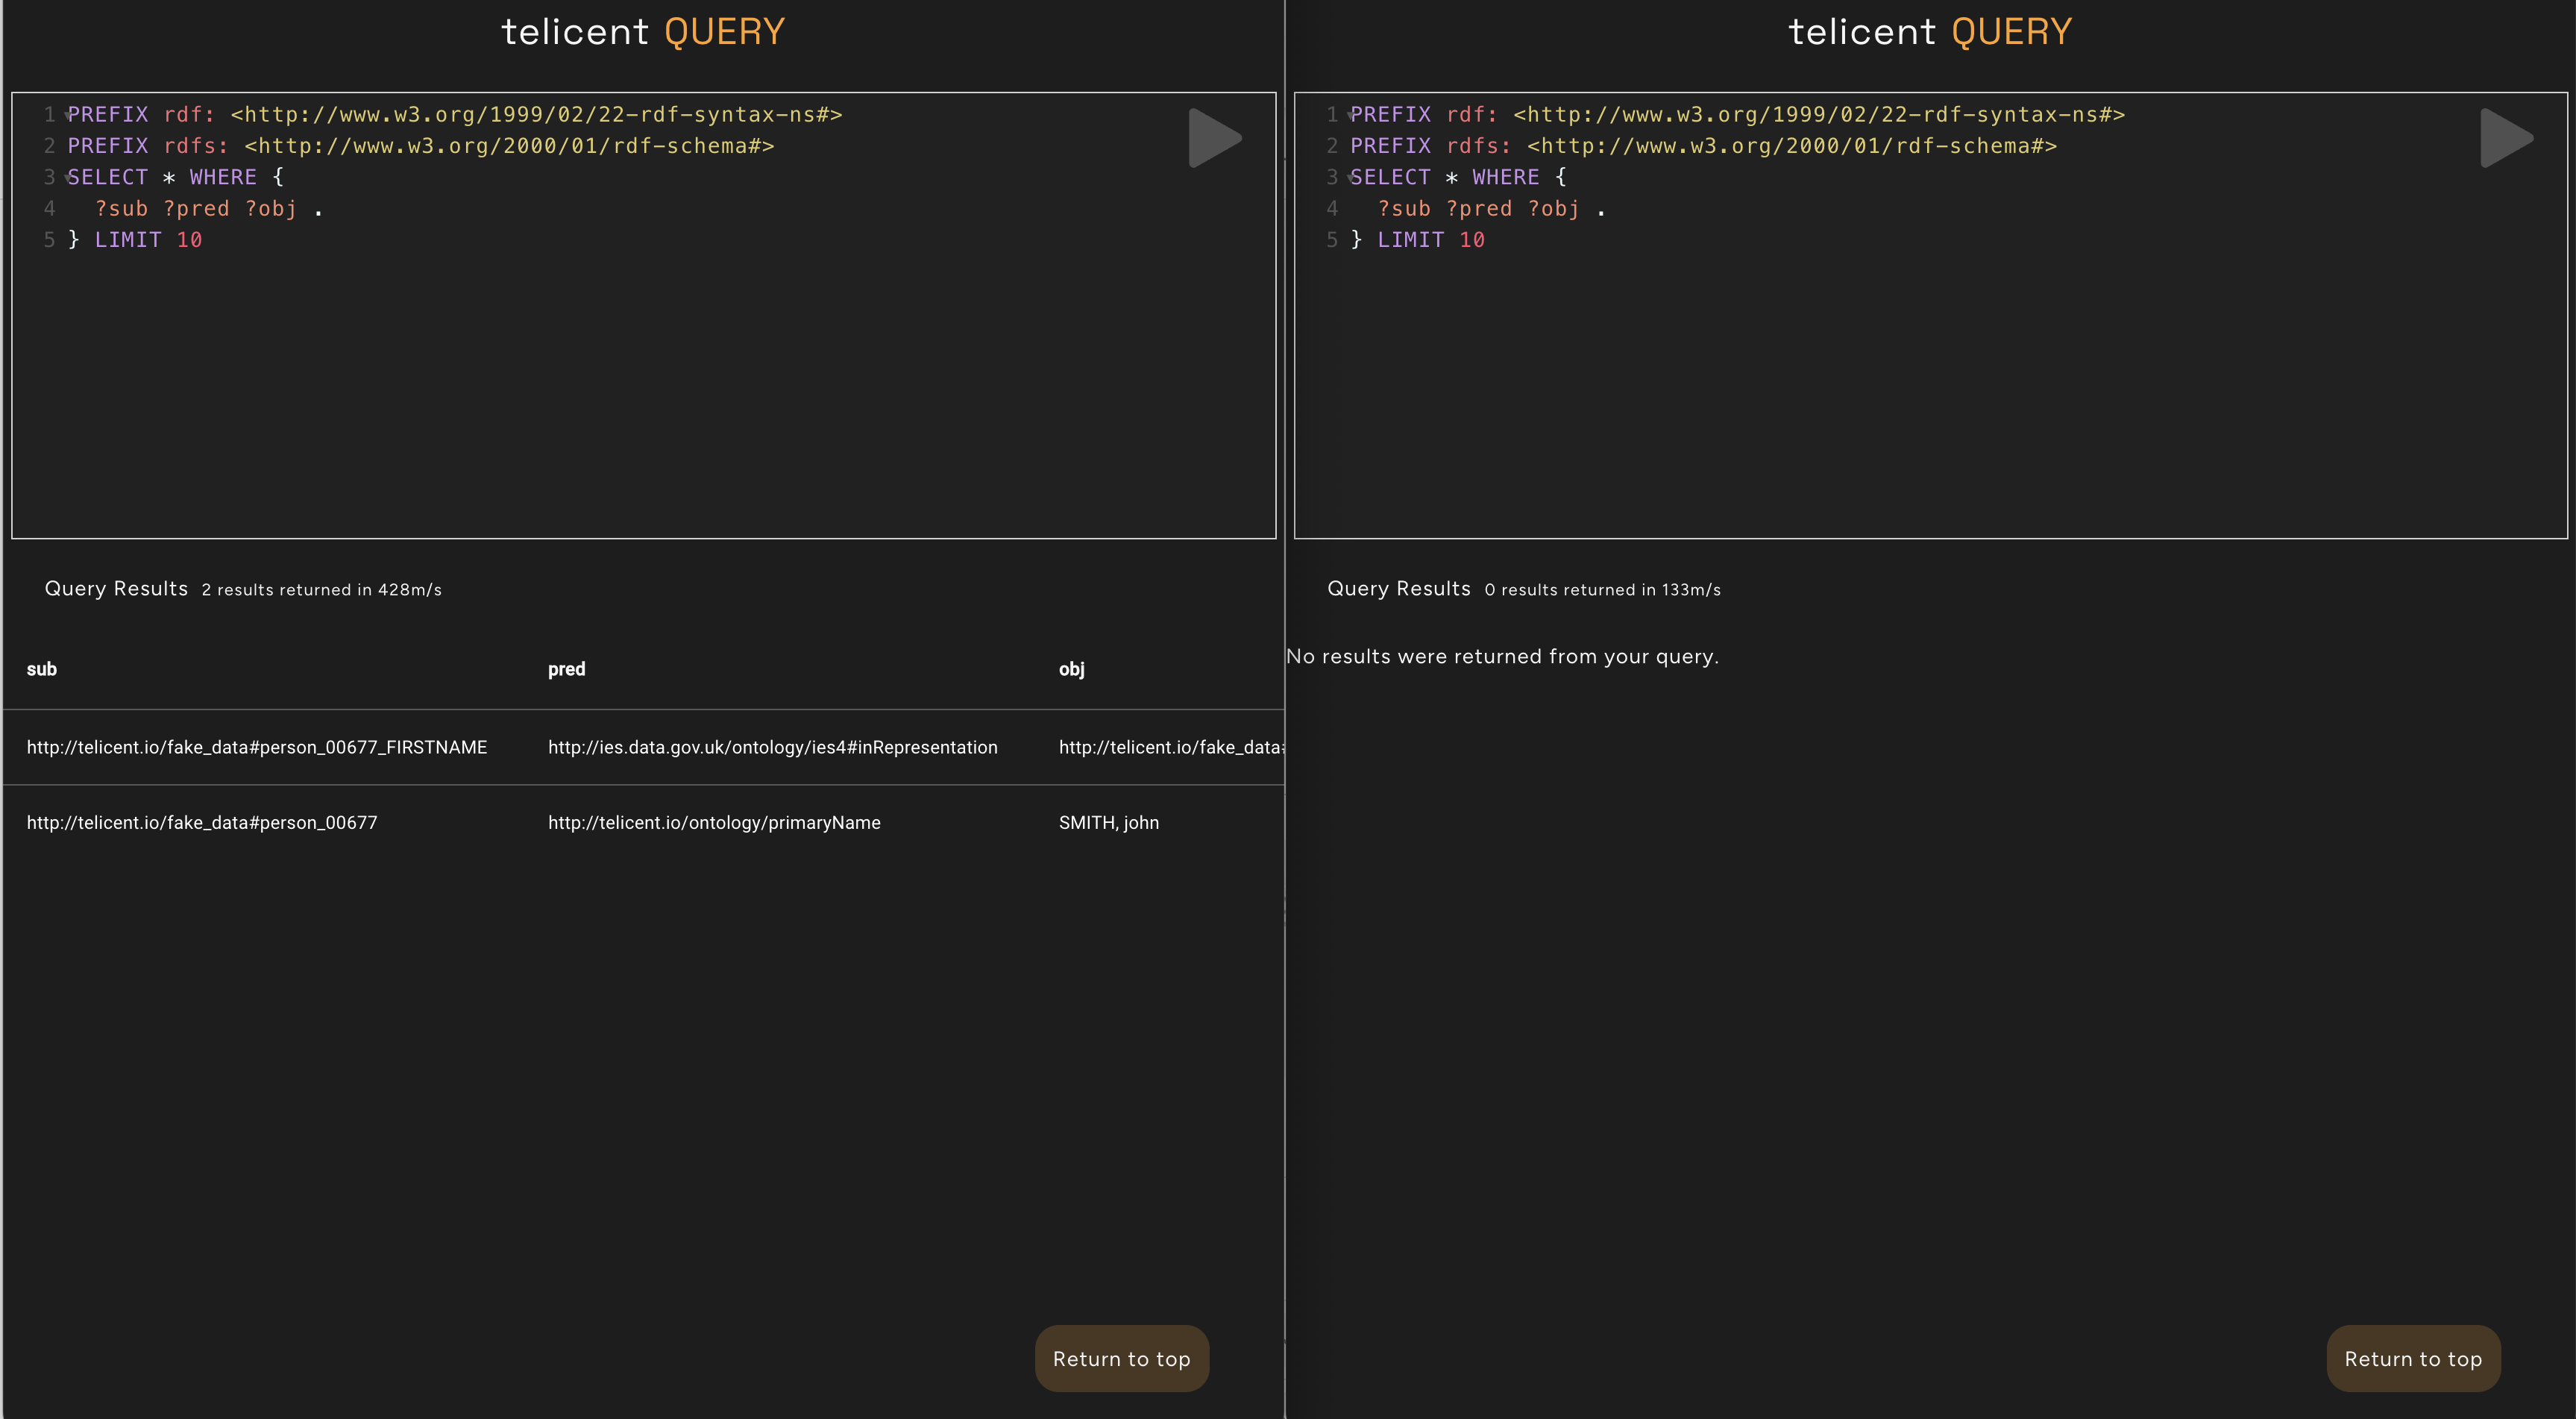 telicent QUERY
1 PREFIX rdf: <http://www.w3.org/1999/02/22-rdf-syntax-ns#>
2 PREFIX rdfs: <http://www.w3.org/2000/01/rdf-schema#>
3 SELECT * WHERE {
4 ?sub ?pred ?obj .
5 } LIMIT 10
Query Results 2 results returned in 428m/s
sub pred obj
http://telicent.io/fake_data#person_00677_FIRSTNAME http://ies.data.gov.uk/ontology/ies4#inRepresentation http://telicent.io/fake_data#
http://telicent.io/fake_data#person_00677 http://telicent.io/ontology/primaryName SMITH, john
Return to top
telicent QUERY
1 PREFIX rdf: <http://www.w3.org/1999/02/22-rdf-syntax-ns#>
2 PREFIX rdfs: <http://www.w3.org/2000/01/rdf-schema#>
3 SELECT * WHERE {
4 ?sub ?pred ?obj .
5 } LIMIT 10
Query Results 0 results returned in 133m/s
No results were returned from your query.
Return to top